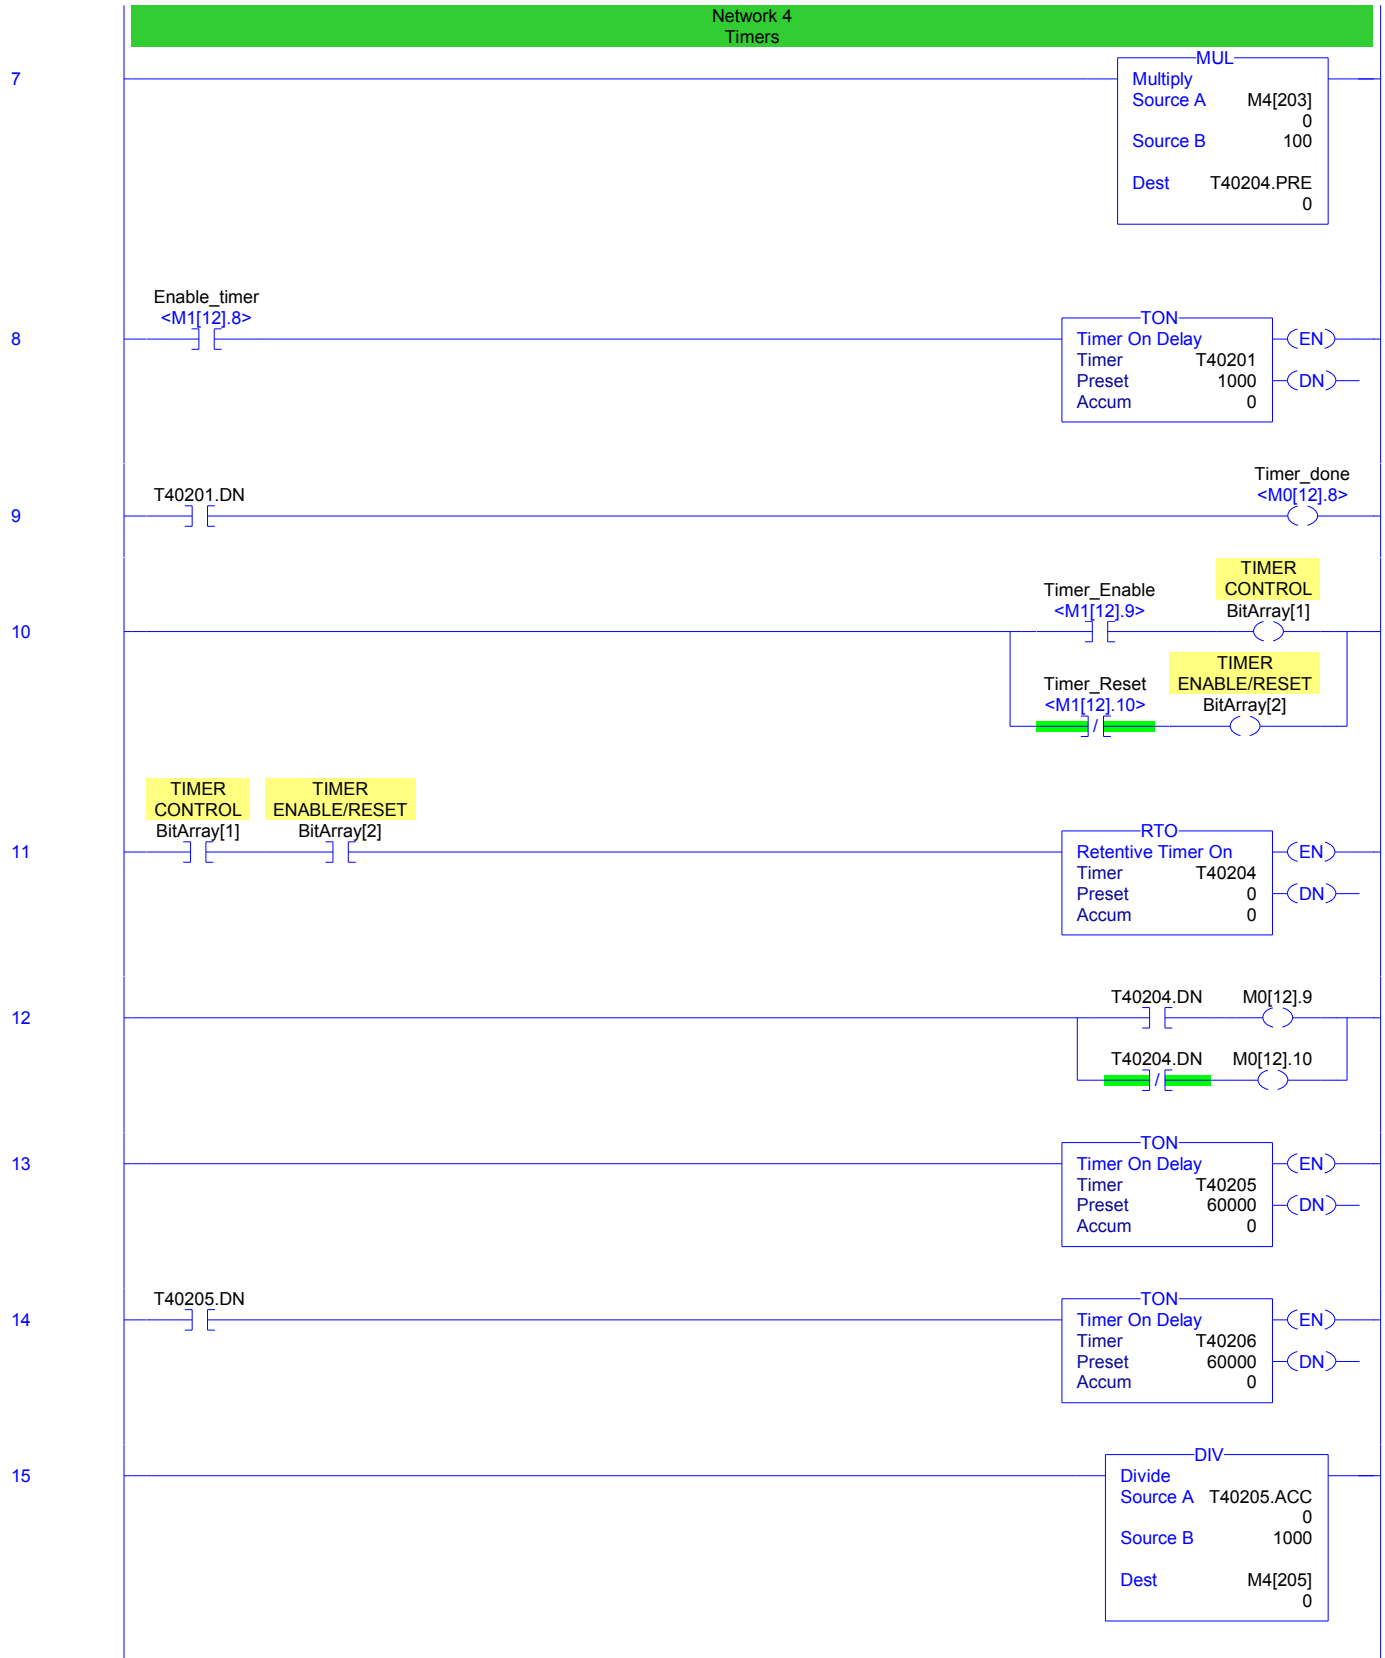 Network 4
Timers
7
MUL
Multiply
Source A M4[203]
0
Source B 100
Dest T40204.PRE
0
Enable_timer
<M1[12].8>
8
TON
Timer On Delay
Timer T40201
Preset 1000
Accum 0
EN
DN
9
T40201.DN
Timer_done
<M0[12].8>
10
Timer_Enable
<M1[12].9>
TIMER
CONTROL
BitArray[1]
Timer_Reset
<M1[12].10>
/
TIMER
ENABLE/RESET
BitArray[2]
11
TIMER
CONTROL
BitArray[1]
TIMER
ENABLE/RESET
BitArray[2]
RTO
Retentive Timer On
Timer T40204
Preset 0
Accum 0
EN
DN
12
T40204.DN M0[12].9
T40204.DN M0[12].10
/
13
TON
Timer On Delay
Timer T40205
Preset 60000
Accum 0
EN
DN
14
T40205.DN
TON
Timer On Delay
Timer T40206
Preset 60000
Accum 0
EN
DN
15
DIV
Divide
Source A T40205.ACC
0
Source B 1000
Dest M4[205]
0